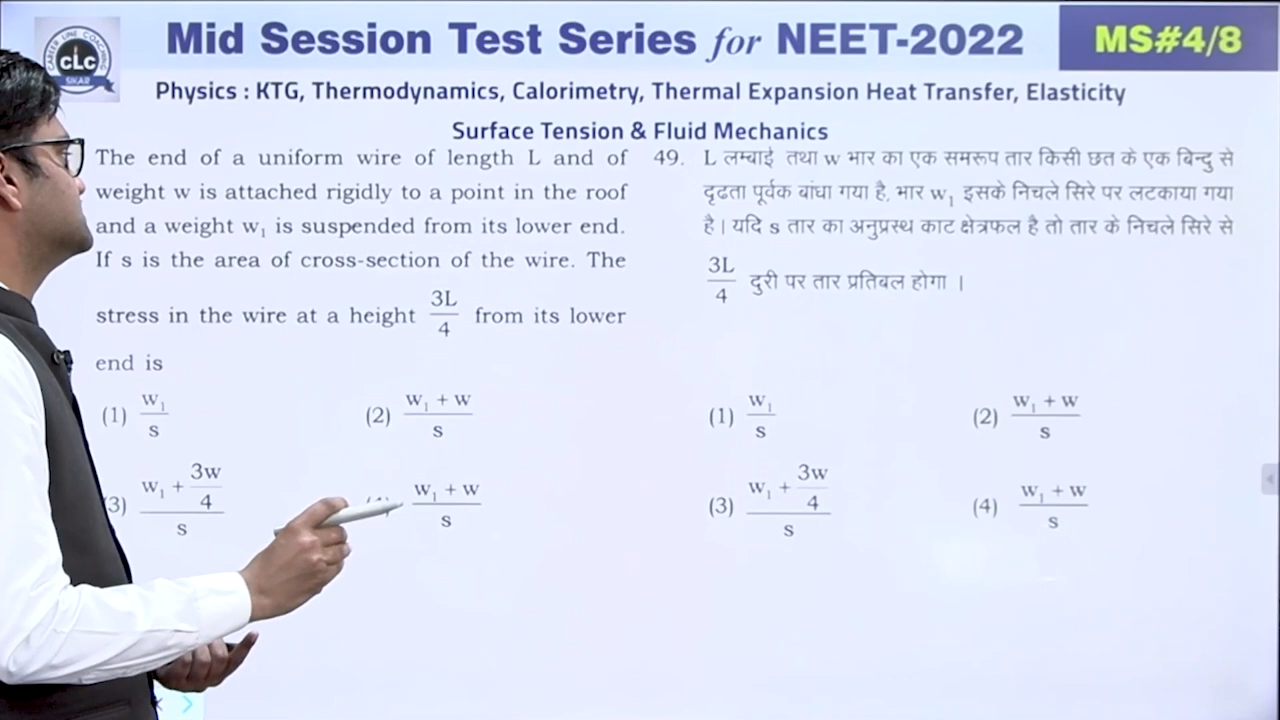 CAREER LINE COACHING
CLC
SIKAR
Mid Session Test Series for NEET-2022
MS#4/8
Physics : KTG, Thermodynamics, Calorimetry, Thermal Expansion Heat Transfer, Elasticity
Surface Tension & Fluid Mechanics
The end of a uniform wire of length L and of
weight w is attached rigidly to a point in the roof
and a weight w₁ is suspended from its lower end.
If s is the area of cross-section of the wire. The
stress in the wire at a height 3L/4 from its lower
end is
(1) w₁/s
(2) (w₁ + w)/s
(3) (w₁ + 3w/4)/s
(w₁ + w)/s
49. L लम्बाई तथा w भार का एक समरूप तार किसी छत के एक बिन्दु से
दृढता पूर्वक बांधा गया है, भार w₁ इसके निचले सिरे पर लटकाया गया
है। यदि s तार का अनुप्रस्थ काट क्षेत्रफल है तो तार के निचले सिरे से
3L/4 दुरी पर तार प्रतिबल होगा ।
(1) w₁/s
(2) (w₁ + w)/s
(3) (w₁ + 3w/4)/s
(4) (w₁ + w)/s